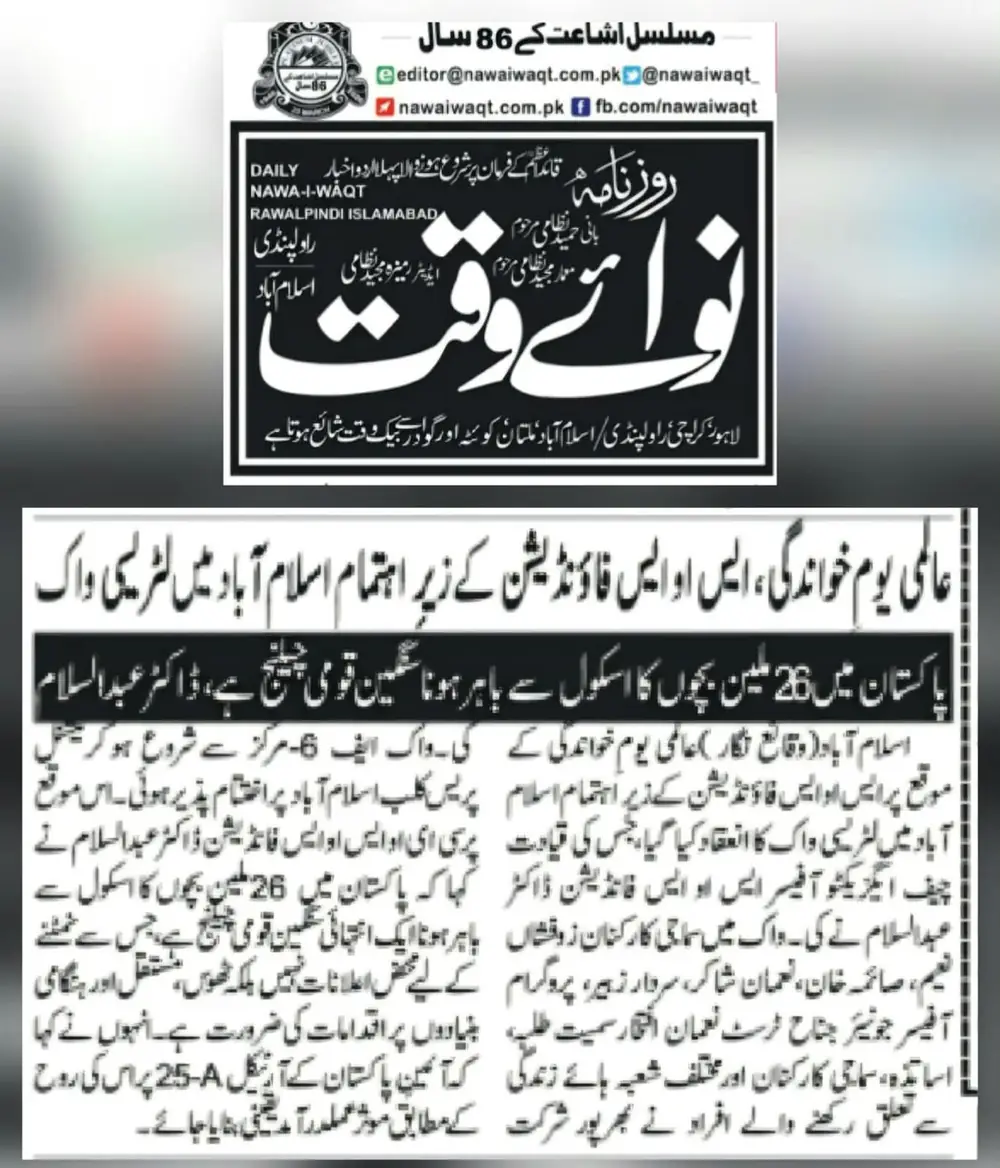 مسلسل اشاعت کے 86 سال
مسلسل اشاعت کے
86 سال
23 MARCH
editor@nawaiwaqt.com.pk @nawaiwaqt_
nawaiwaqt.com.pk fb.com/nawaiwaqt
روزنامہ
قائداعظمؒ کے فرمان پر شروع ہونے والا پہلا اردو اخبار
DAILY
NAWA-I-WAQT
RAWALPINDI ISLAMABAD
راولپنڈی
اسلام آباد
بانی حمید نظامی مرحوم
معمار مجید نظامی مرحوم
ایڈیٹر رمیزہ مجید نظامی
نوائے وقت
لاہور، کراچی، راولپنڈی/اسلام آباد، ملتان، کوئٹہ اور گوادر سے بیک وقت شائع ہوتا ہے
عالمی یومِ خواندگی، ایس او ایس فاؤنڈیشن کے زیرِ اہتمام اسلام آباد میں لٹریسی واک
پاکستان میں 26 ملین بچوں کا اسکول سے باہر ہونا سنگین قومی چیلنج ہے، ڈاکٹر عبدالسلام
اسلام آباد (وقائع نگار) عالمی یومِ خواندگی کے
موقع پر ایس او ایس فاؤنڈیشن کے زیرِ اہتمام اسلام
آباد میں لٹریسی واک کا انعقاد کیا گیا، جس کی قیادت
چیف ایگزیکٹو آفیسر ایس او ایس فانڈیشن ڈاکٹر
عبدالسلام نے کی۔ واک میں سماجی کارکنان زوفشاں
نعیم، صائمہ خان، نعمان شاکر، سردار زبیر، پروگرام
آفیسر جونیئر جناح ٹرسٹ نعمان افتخار سمیت طلبہ،
اساتذہ، سماجی کارکنان اور مختلف شعبہ ہائے زندگی
سے تعلق رکھنے والے افراد نے بھرپور شرکت
کی۔ واک ایف 6-مرکز سے شروع ہو کر نیشنل
پریس کلب اسلام آباد پر اختتام پذیر ہوئی۔ اس موقع
پر سی ای او ایس او ایس فانڈیشن ڈاکٹر عبدالسلام نے
کہا کہ پاکستان میں 26 ملین بچوں کا اسکول سے
باہر ہونا ایک انتہائی سنگین قومی چیلنج ہے، جس سے نمٹنے
کے لیے محض اعلانات نہیں بلکہ ٹھوس، مستقل اور ہنگامی
بنیادوں پر اقدامات کی ضرورت ہے۔ انہوں نے کہا
کہ آئین پاکستان کے آرٹیکل 25-A پر اس کی روح
کے مطابق موثر عملدرآمد یقینی بنایا جائے۔